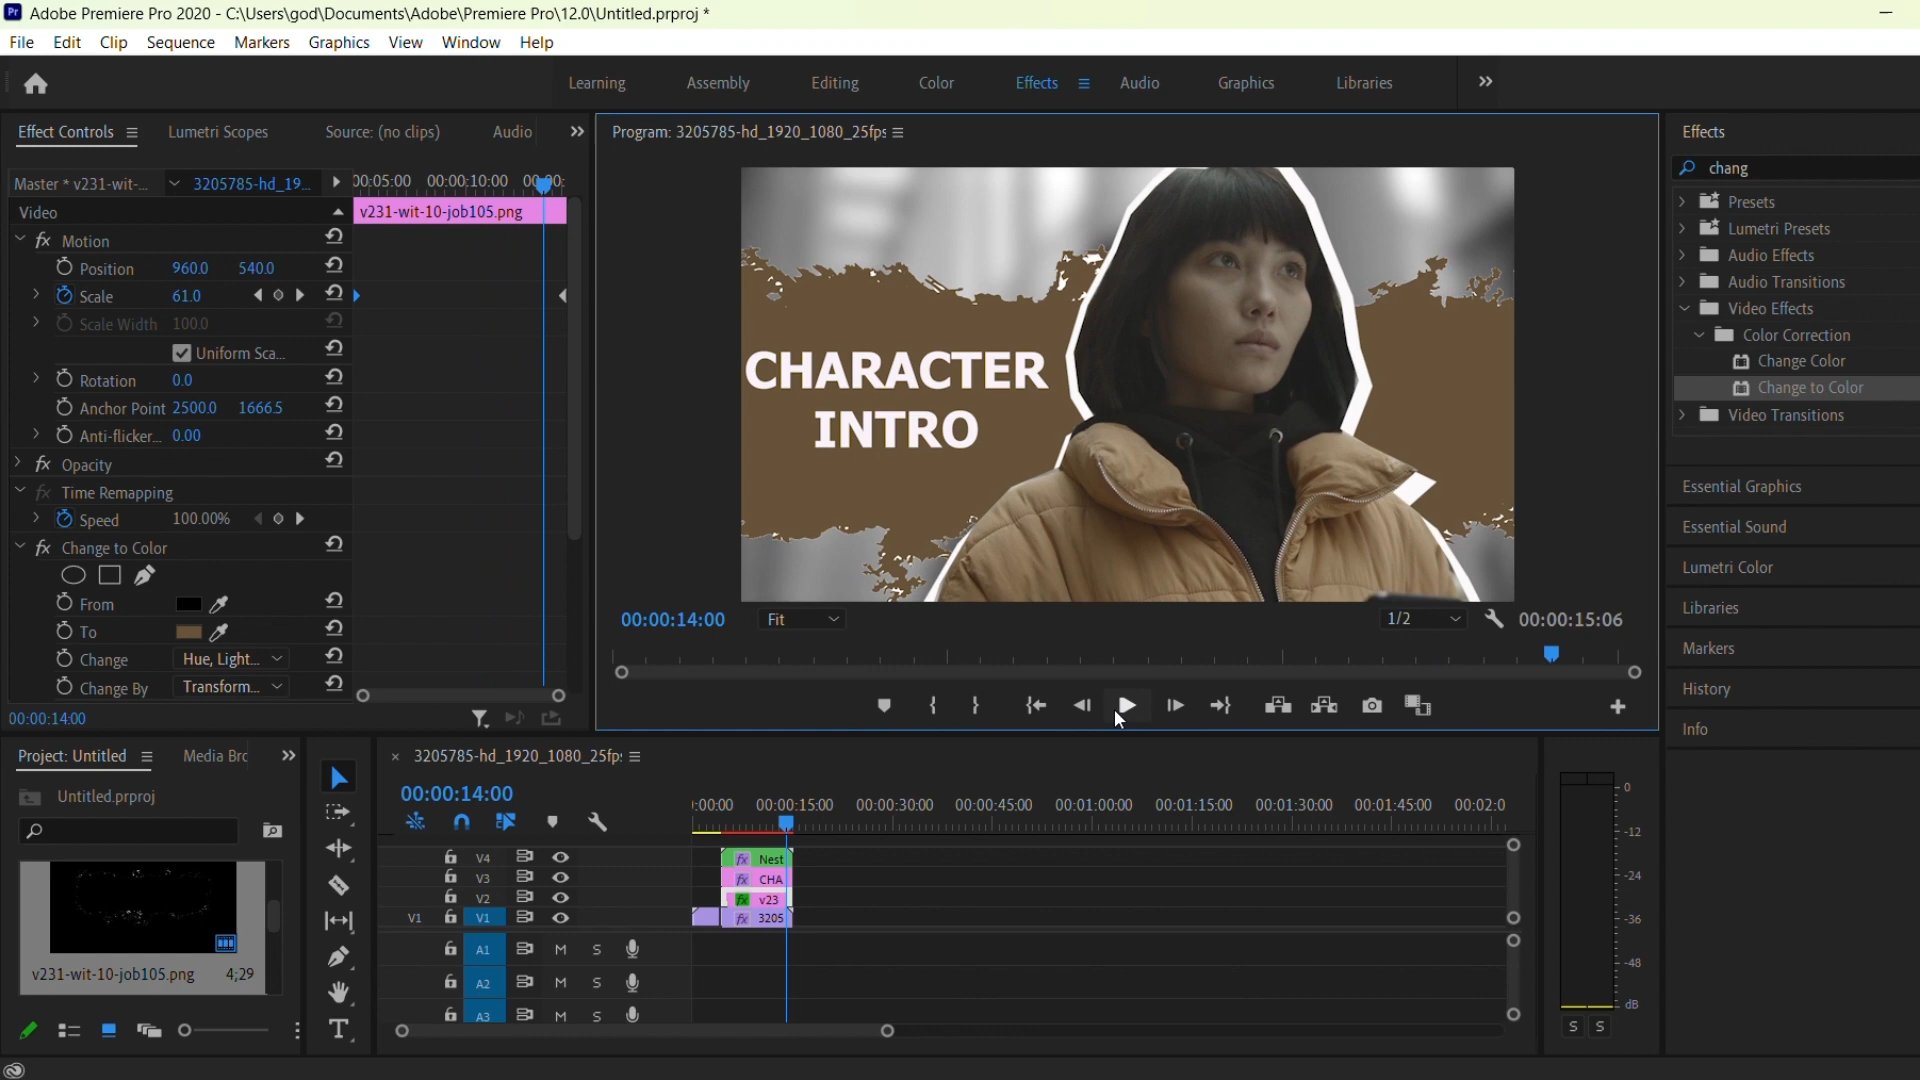 Pr Adobe Premiere Pro 2020 - C:\Users\god\Documents\Adobe\Premiere Pro\12.0\Untitled.prproj *
File Edit Clip Sequence Markers Graphics View Window Help
Learning Assembly Editing Color Effects Audio Graphics Libraries
Effect Controls Lumetri Scopes Source: (no clips) Audio
Master * v231-wit-... 3205785-hd_19... 00:05:00 00:00:10:00
Video v231-wit-10-job105.png
fx Motion
Position 960.0 540.0
Scale 61.0
Scale Width 100.0
Uniform Sca...
Rotation 0.0
Anchor Point 2500.0 1666.5
Anti-flicker... 0.00
fx Opacity
fx Time Remapping
Speed 100.00%
fx Change to Color
From
To
Change Hue, Light...
Change By Transform...
00:00:14:00
Program: 3205785-hd_1920_1080_25fps
CHARACTER
INTRO
00:00:14:00 Fit 1/2 00:00:15:06
Effects
chang
Presets
Lumetri Presets
Audio Effects
Audio Transitions
Video Effects
Color Correction
Change Color
Change to Color
Video Transitions
Essential Graphics
Essential Sound
Lumetri Color
Libraries
Markers
History
Info
Project: Untitled Media Brc
Untitled.prproj
v231-wit-10-job105.png 4;29
× 3205785-hd_1920_1080_25fp:
00:00:14:00
:00:00 00:00:15:00 00:00:30:00 00:00:45:00 00:01:00:00 00:01:15:00 00:01:30:00 00:01:45:00 00:02:0
V4 fx Nest
V3 fx CHA
V2 fx v23
V1 V1 fx 3205
A1 M S
A2 M S
A3 M S
0
-12
-24
-36
-48
dB
S S